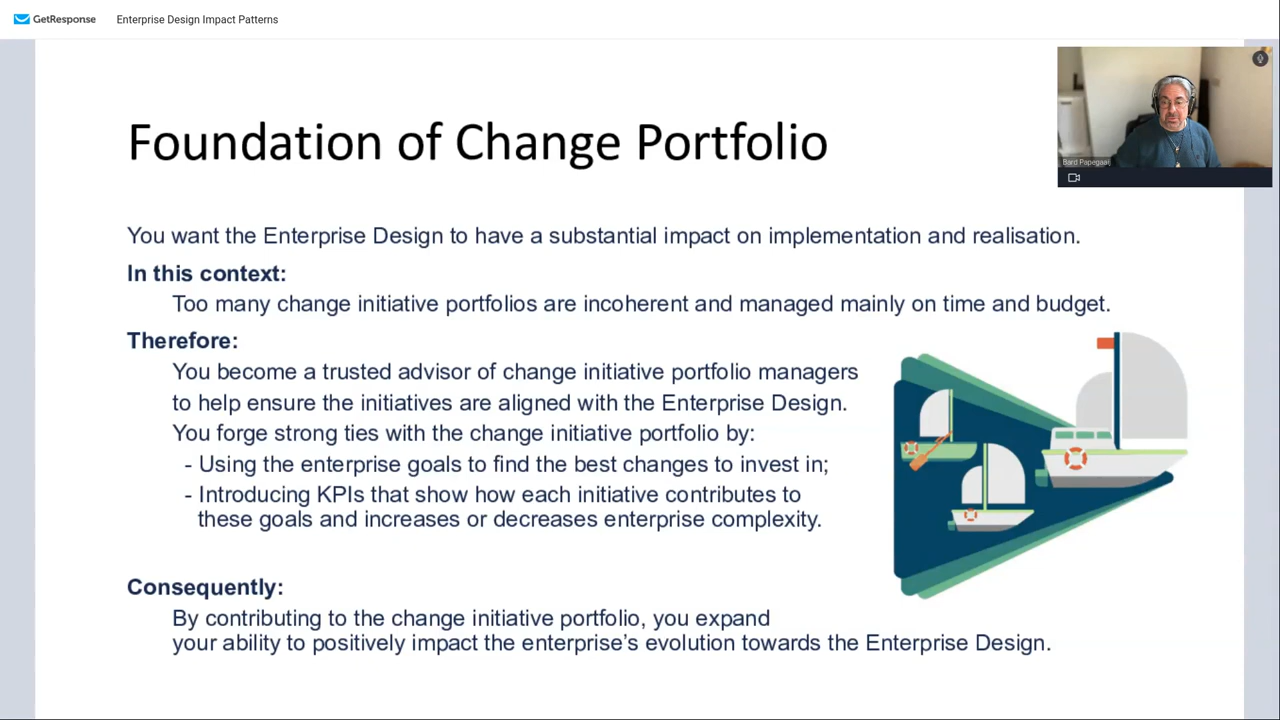 GetResponse Enterprise Design Impact Patterns
Foundation of Change Portfolio
Bard Papegaaij
You want the Enterprise Design to have a substantial impact on implementation and realisation.
In this context:
Too many change initiative portfolios are incoherent and managed mainly on time and budget.
Therefore:
You become a trusted advisor of change initiative portfolio managers
to help ensure the initiatives are aligned with the Enterprise Design.
You forge strong ties with the change initiative portfolio by:
- Using the enterprise goals to find the best changes to invest in;
- Introducing KPIs that show how each initiative contributes to
these goals and increases or decreases enterprise complexity.
Consequently:
By contributing to the change initiative portfolio, you expand
your ability to positively impact the enterprise’s evolution towards the Enterprise Design.